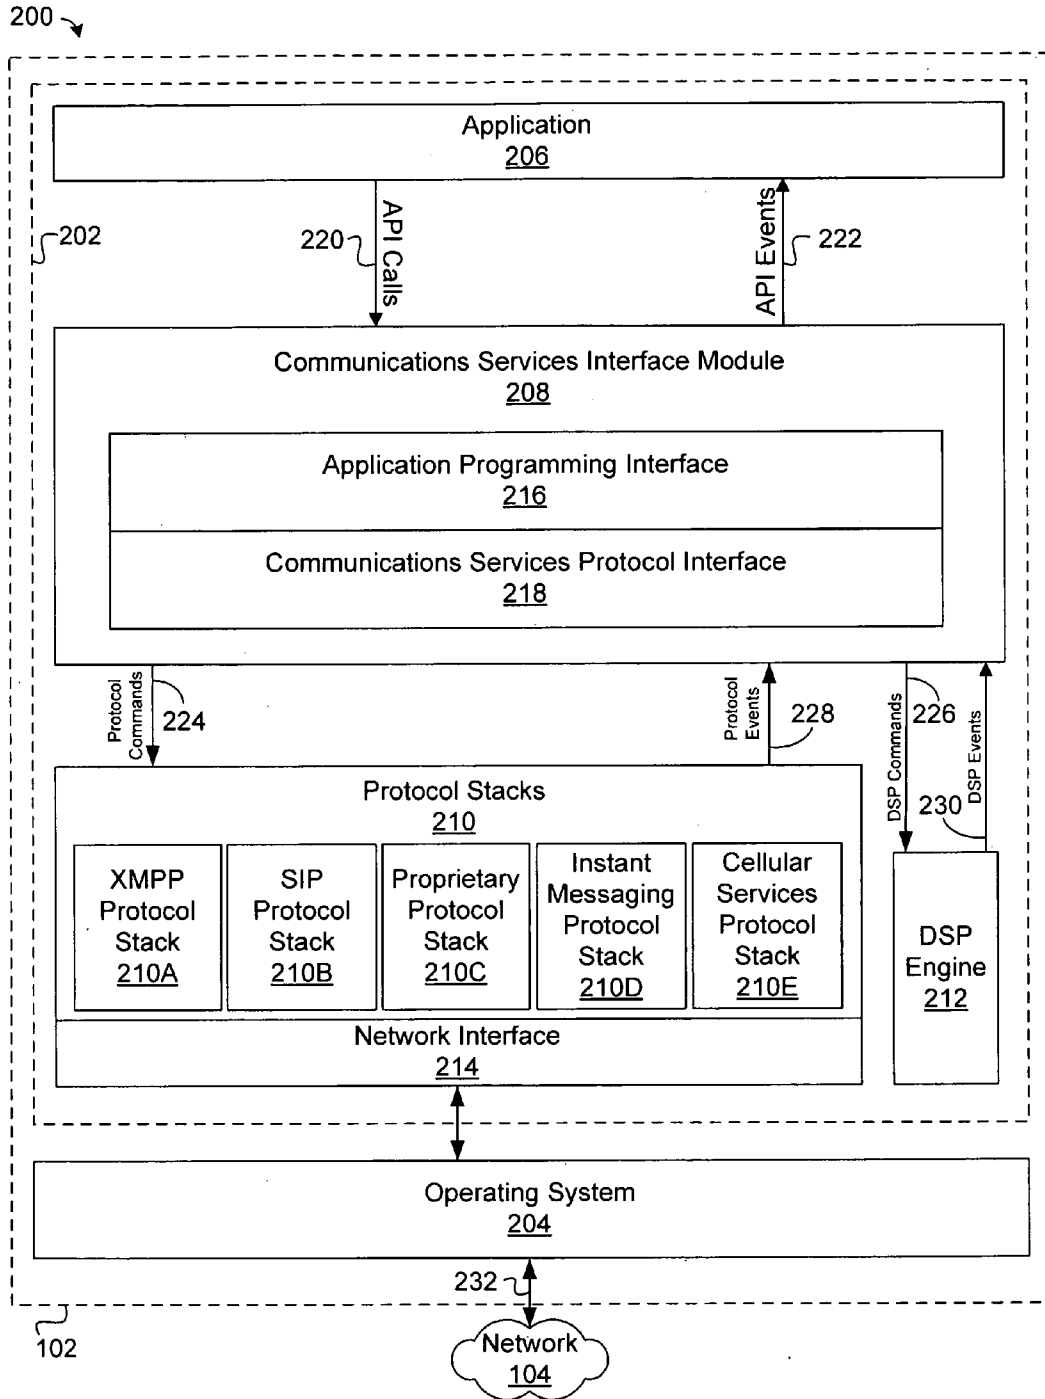 200
Application
206
202
220
API Calls
API Events
222
Communications Services Interface Module
208
Application Programming Interface
216
Communications Services Protocol Interface
218
Protocol
Commands
224
Protocol
Events
228
DSP Commands
226
DSP Events
230
Protocol Stacks
210
XMPP
Protocol
Stack
210A
SIP
Protocol
Stack
210B
Proprietary
Protocol
Stack
210C
Instant
Messaging
Protocol
Stack
210D
Cellular
Services
Protocol
Stack
210E
DSP
Engine
212
Network Interface
214
Operating System
204
232
102
Network
104